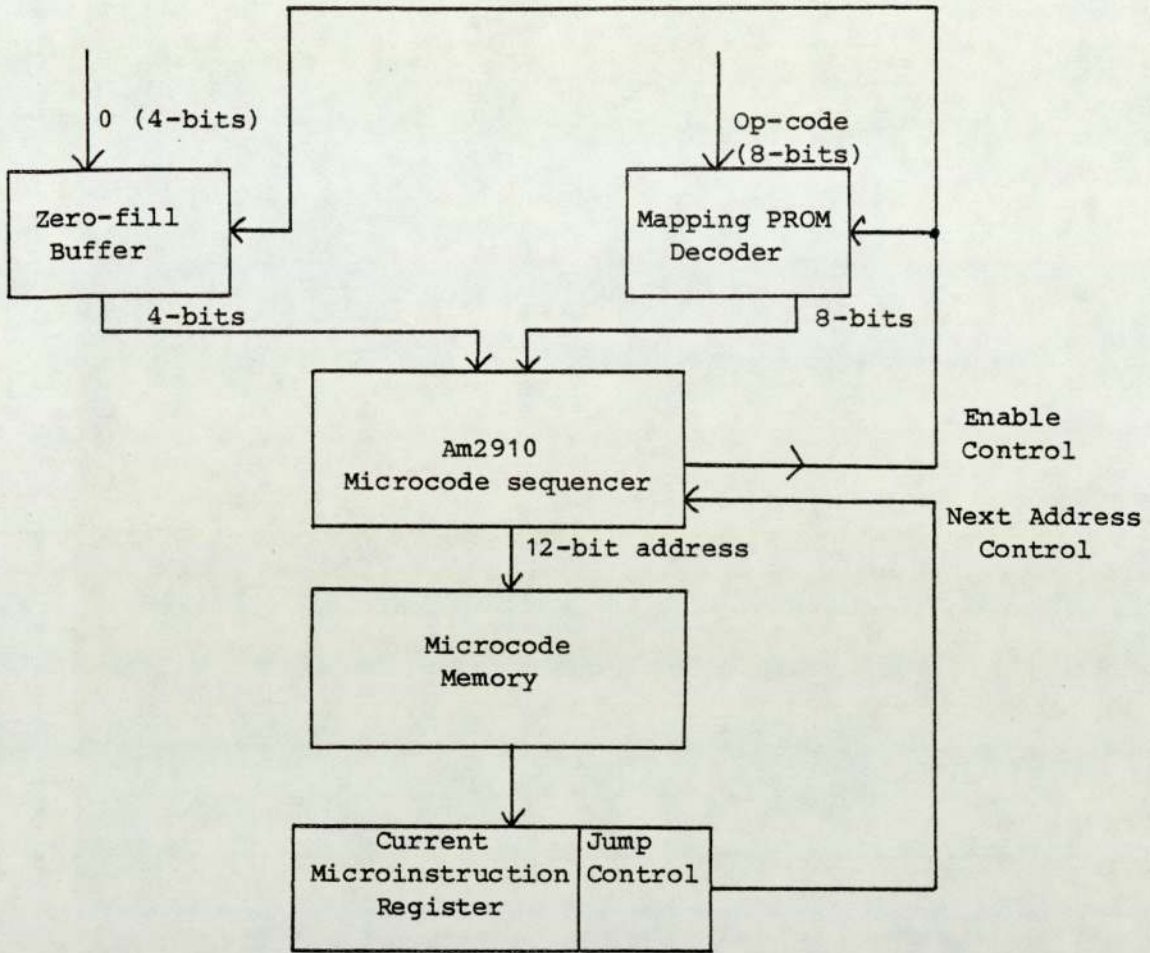 0 (4-bits)
Op-code
(8-bits)
Zero-fill
Buffer
Mapping PROM
Decoder
4-bits
8-bits
Am2910
Microcode sequencer
Enable
Control
Next Address
Control
12-bit address
Microcode
Memory
Current
Microinstruction
Register
Jump
Control